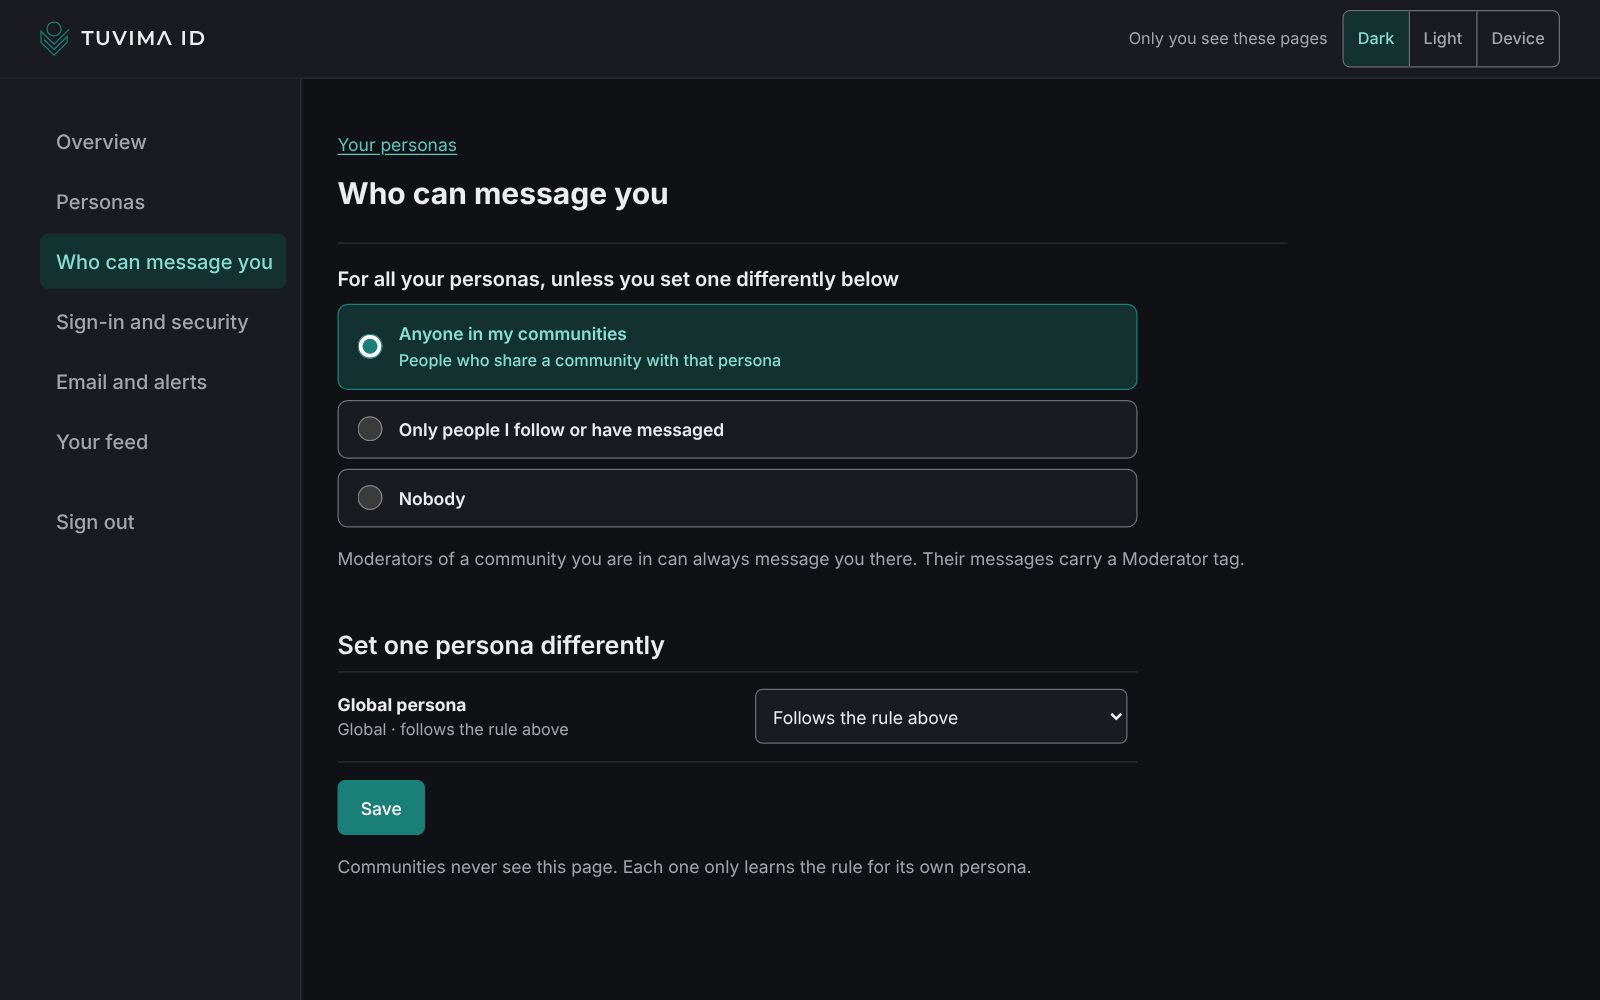 TUVIMA ID
Only you see these pages
Dark
Light
Device
Overview
Personas
Who can message you
Sign-in and security
Email and alerts
Your feed
Sign out
Your personas
Who can message you
For all your personas, unless you set one differently below
Anyone in my communities
People who share a community with that persona
Only people I follow or have messaged
Nobody
Moderators of a community you are in can always message you there. Their messages carry a Moderator tag.
Set one persona differently
Global persona
Global · follows the rule above
Follows the rule above
Save
Communities never see this page. Each one only learns the rule for its own persona.